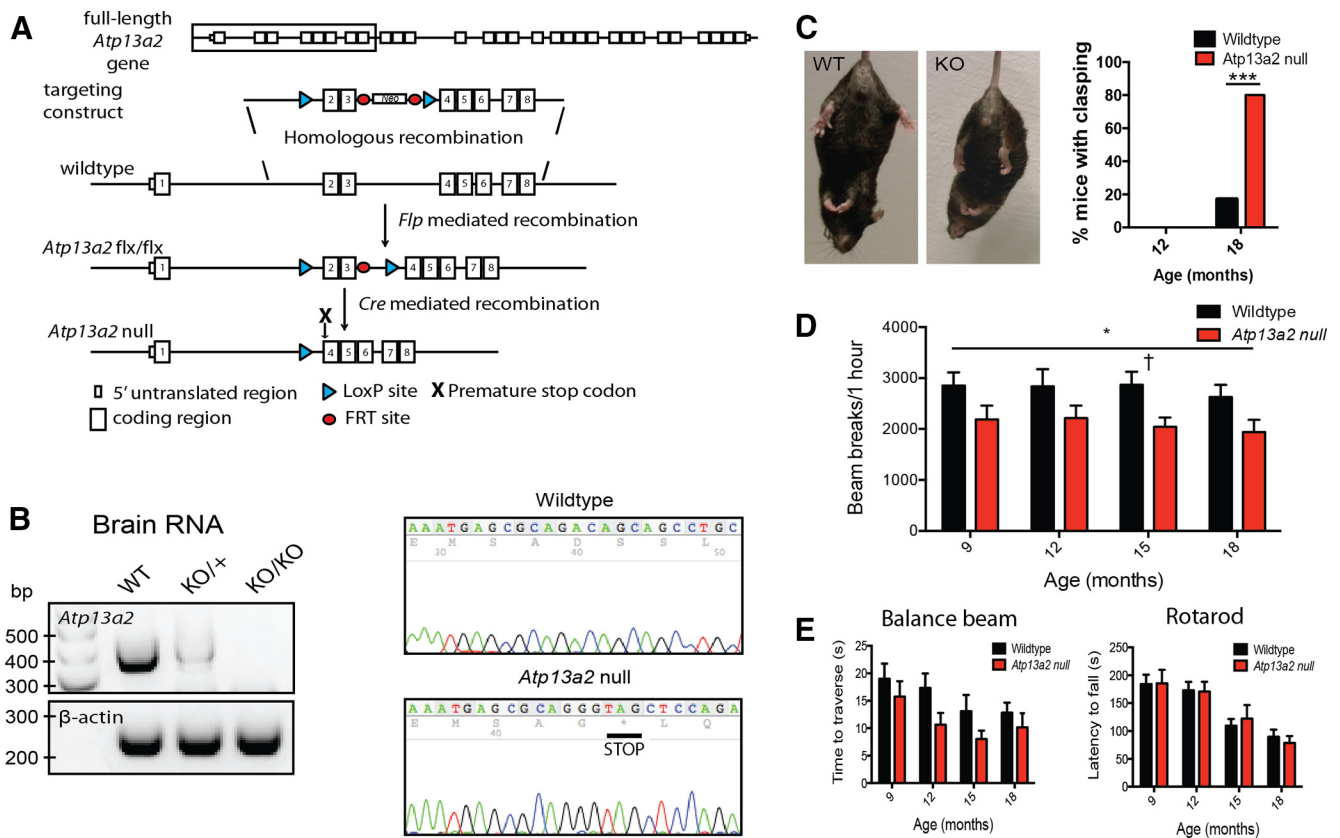 A
full-length
Atp13a2
gene
targeting
construct
2 3 Neo 4 5 6 7 8
Homologous recombination
wildtype
1 2 3 4 5 6 7 8
Flp mediated recombination
Atp13a2 flx/flx
1 2 3 4 5 6 7 8
Cre mediated recombination
X
Atp13a2 null
1 4 5 6 7 8
5' untranslated region
LoxP site
X Premature stop codon
coding region
FRT site
B
Brain RNA
bp
WT
KO/+
KO/KO
Atp13a2
500
400
300
β-actin
300
200
Wildtype
A A A T G A G C G C A G A C A G C A G C C T G C
E M S A D S S L
30 40 50
Atp13a2 null
A A A T G A G C G C A G G G T A G C T C C A G A
E M S A G * L Q
40
STOP
C
WT
KO
Wildtype
Atp13a2 null
***
% mice with clasping
100
80
60
40
20
0
12
18
Age (months)
D
Wildtype
Atp13a2 null
*
†
Beam breaks/1 hour
4000
3000
2000
1000
0
9
12
15
18
Age (months)
E
Balance beam
Wildtype
Atp13a2 null
Time to traverse (s)
25
20
15
10
5
0
9
12
15
18
Age (months)
Rotarod
Wildtype
Atp13a2 null
Latency to fall (s)
250
200
150
100
50
0
9
12
15
18
Age (months)